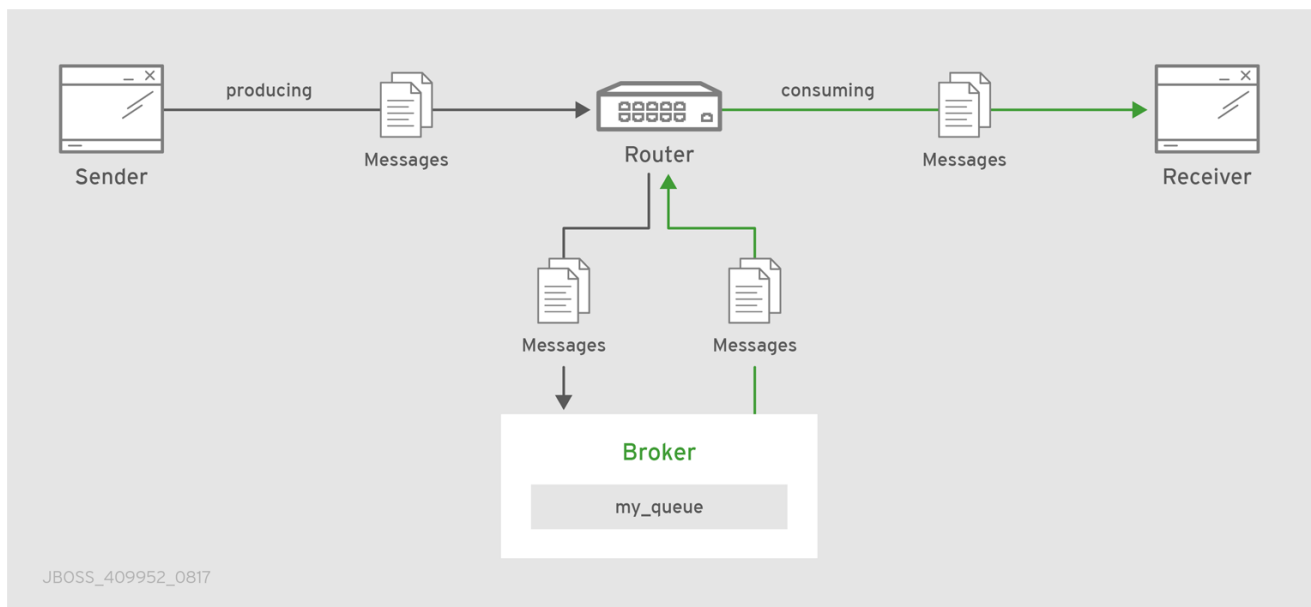 producing
consuming
Messages
Router
Messages
Sender
Receiver
Messages
Messages
Broker
my_queue
JBOSS_409952_0817